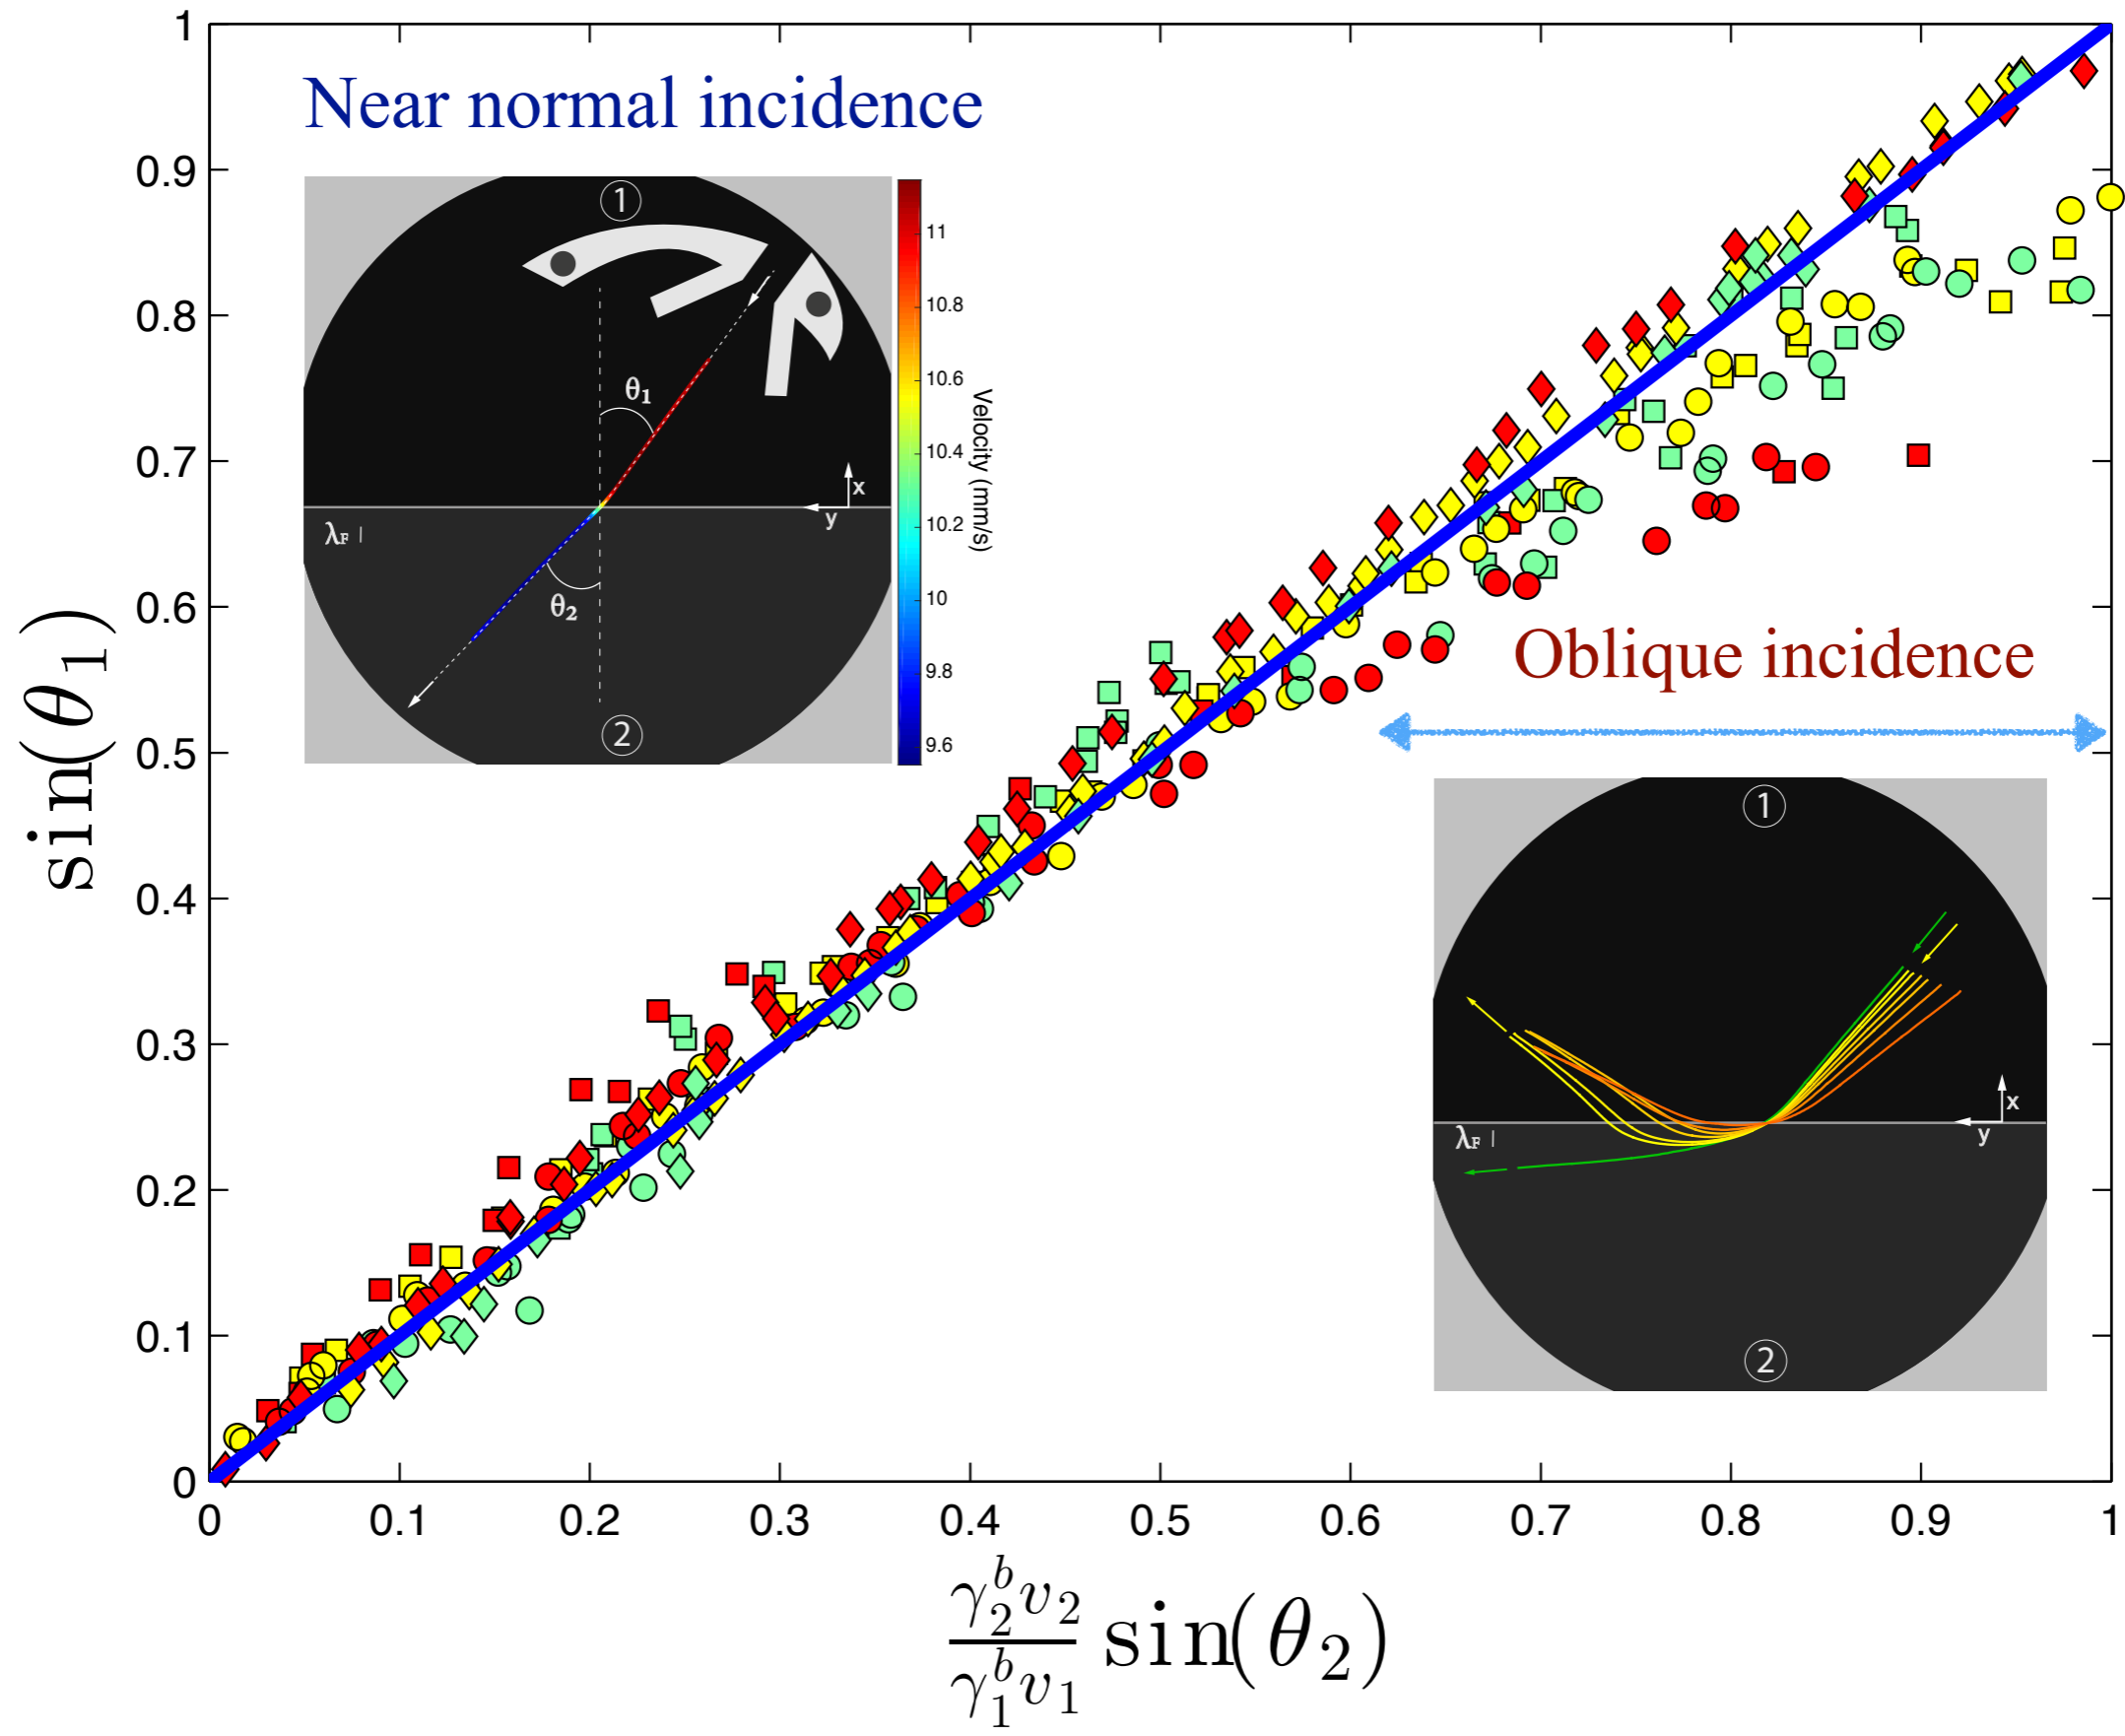 Near normal incidence
1
0.9
0.8
0.7
0.6
0.5
0.4
0.3
0.2
0.1
0
sin(θ₁)
①
θ₁
x
y
λF
θ₂
②
11
10.8
10.6
10.4
10.2
10
9.8
9.6
Velocity (mm/s)
Oblique incidence
①
x
y
λF
②
0 0.1 0.2 0.3 0.4 0.5 0.6 0.7 0.8 0.9 1
γ₂ᵇv₂
γ₁ᵇv₁
sin(θ₂)